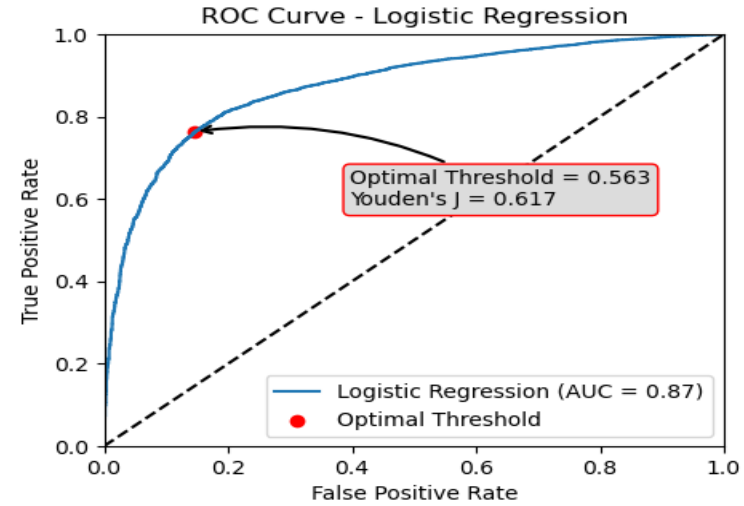 ROC Curve - Logistic Regression
1.0
0.8
0.6
0.4
0.2
0.0
True Positive Rate
Optimal Threshold = 0.563
Youden's J = 0.617
Logistic Regression (AUC = 0.87)
Optimal Threshold
0.0 0.2 0.4 0.6 0.8 1.0
False Positive Rate